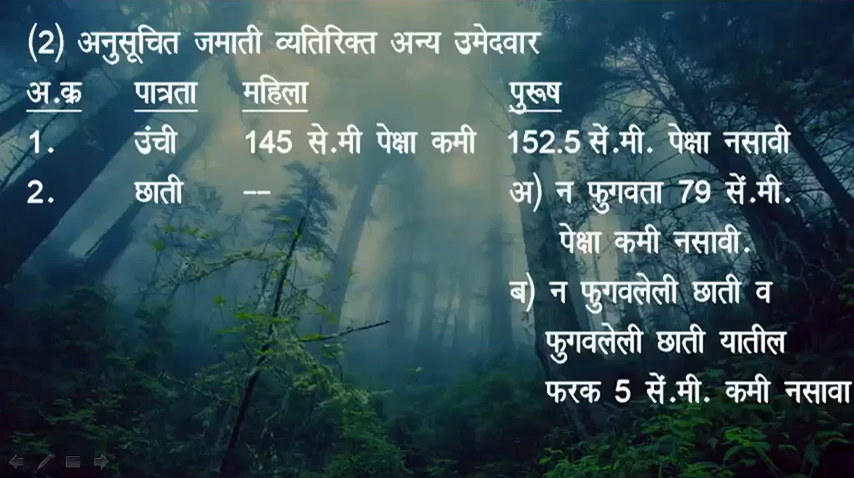 (2) अनुसूचित जमाती व्यतिरिक्त अन्य उमेदवार
अ.क्र पात्रता महिला पुरूष
1. उंची 145 से.मी पेक्षा कमी 152.5 सें.मी. पेक्षा नसावी
2. छाती -- अ) न फुगवता 79 सें.मी.
पेक्षा कमी नसावी.
ब) न फुगवलेली छाती व
फुगवलेली छाती यातील
फरक 5 सें.मी. कमी नसावा